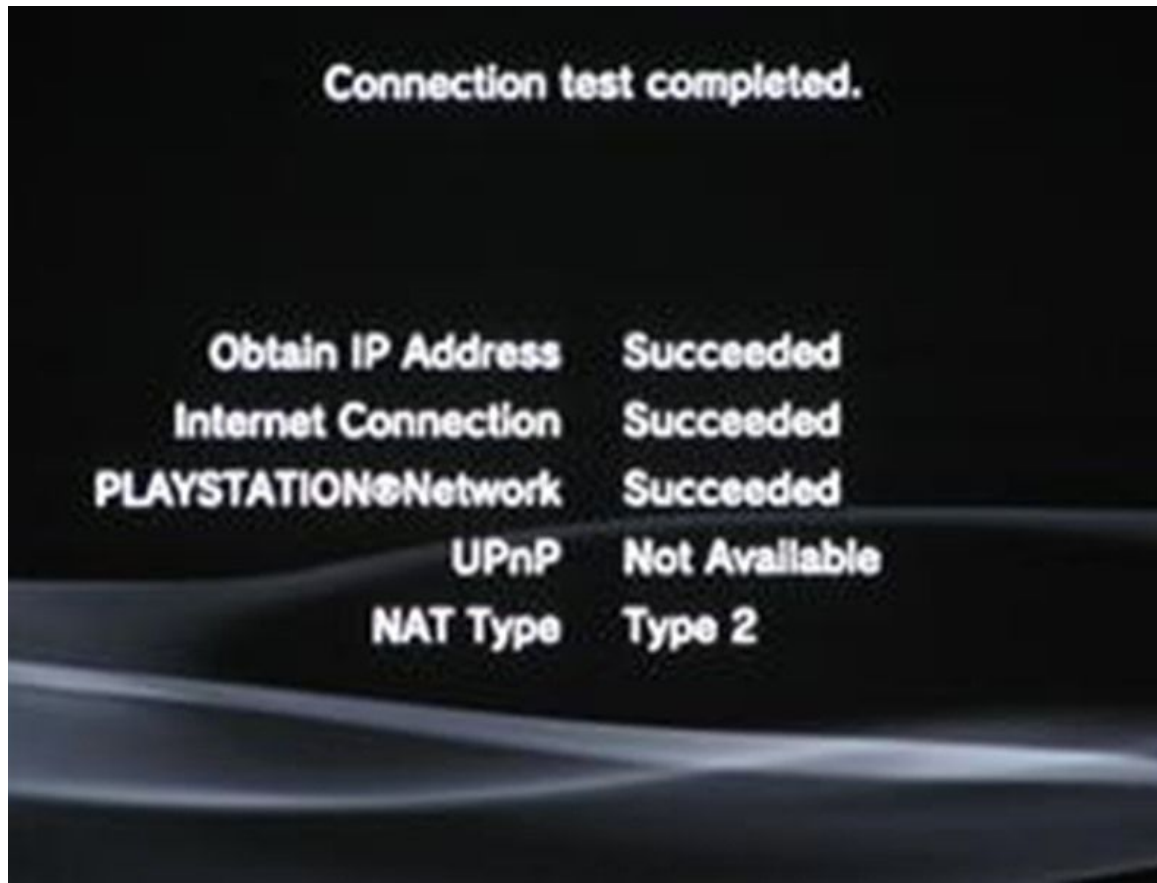 Connection test completed.
Obtain IP Address Succeeded
Internet Connection Succeeded
PLAYSTATION®Network Succeeded
UPnP Not Available
NAT Type Type 2